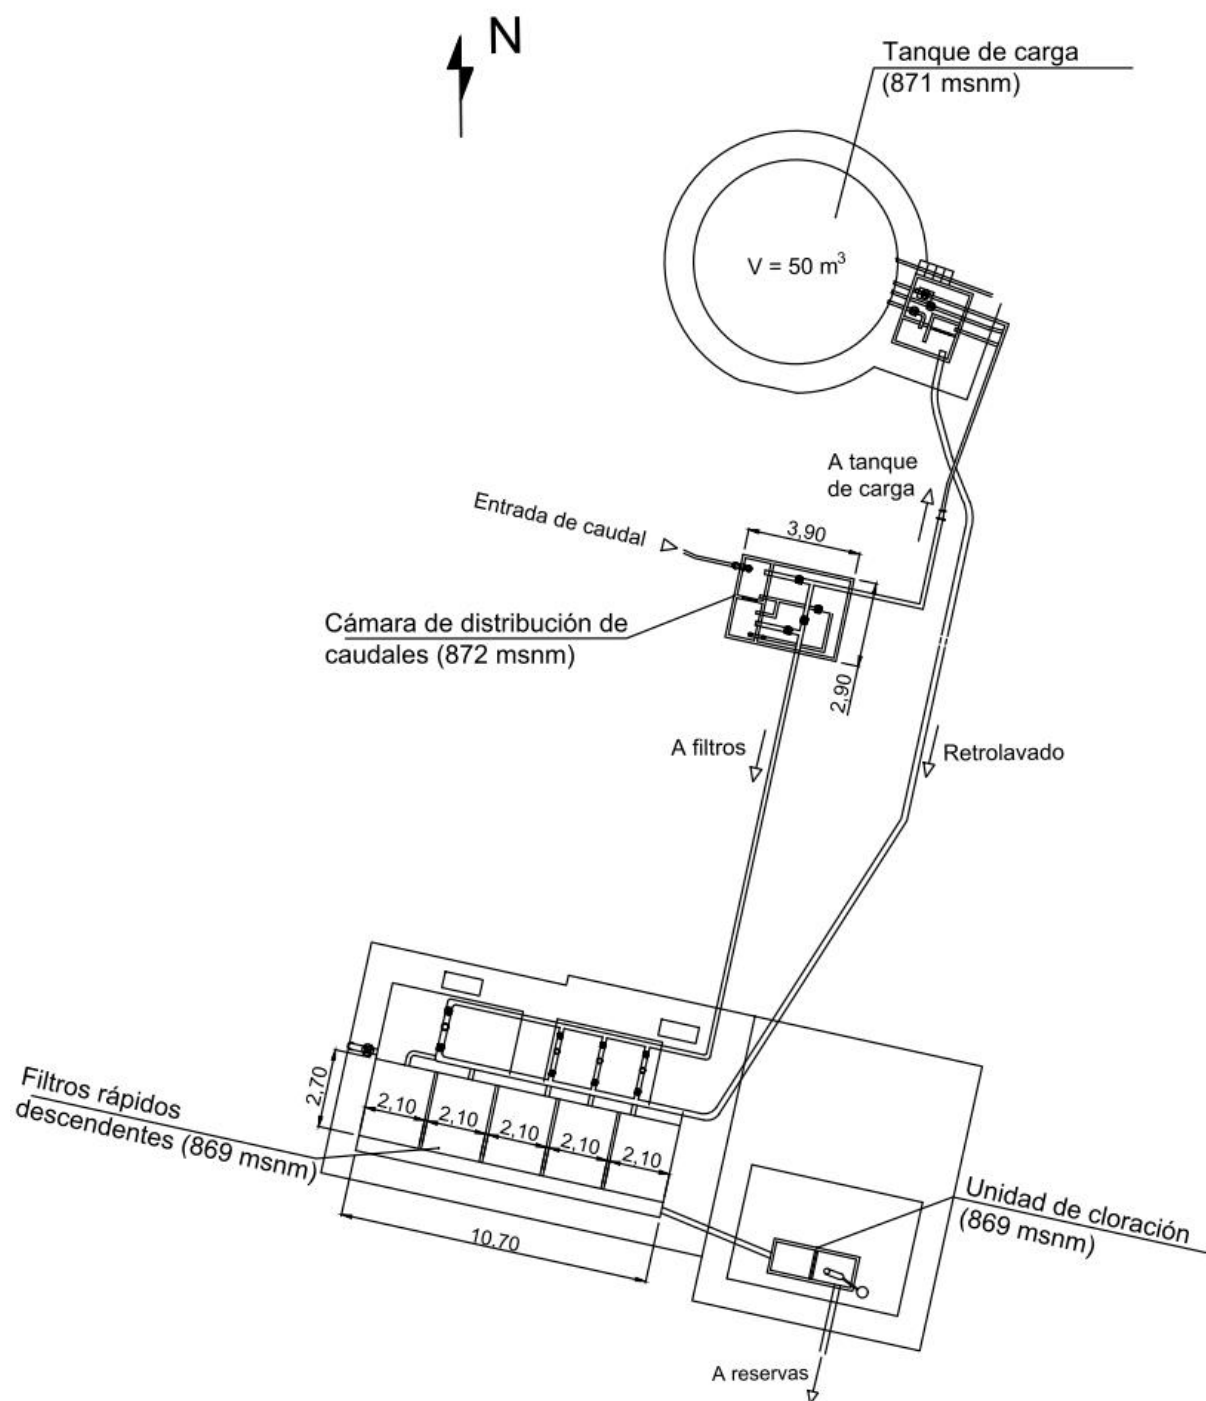 N
Tanque de carga
(871 msnm)
V = 50 m³
A tanque
de carga
Entrada de caudal
3,90
Cámara de distribución de
caudales (872 msnm)
2,90
A filtros
Retrolavado
Filtros rápidos
descendentes (869 msnm)
2,70
2,10
2,10
2,10
2,10
2,10
10,70
Unidad de cloración
(869 msnm)
A reservas